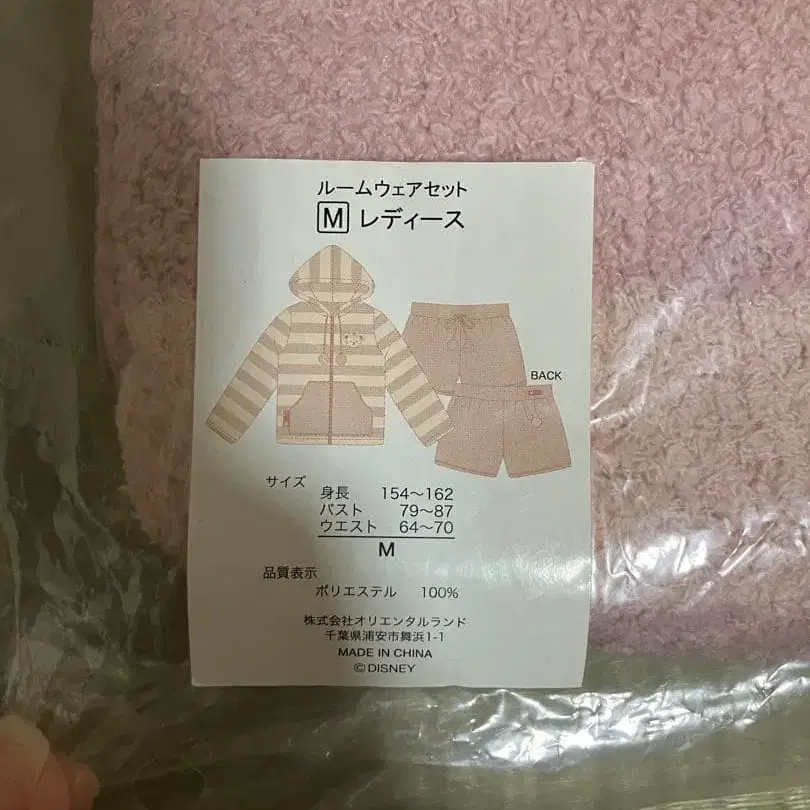 ルームウェアセット
M レディース
BACK
サイズ
身長 154～162
バスト 79～87
ウエスト 64～70
M
品質表示
ポリエステル 100%
株式会社オリエンタルランド
千葉県浦安市舞浜1-1
MADE IN CHINA
©DISNEY